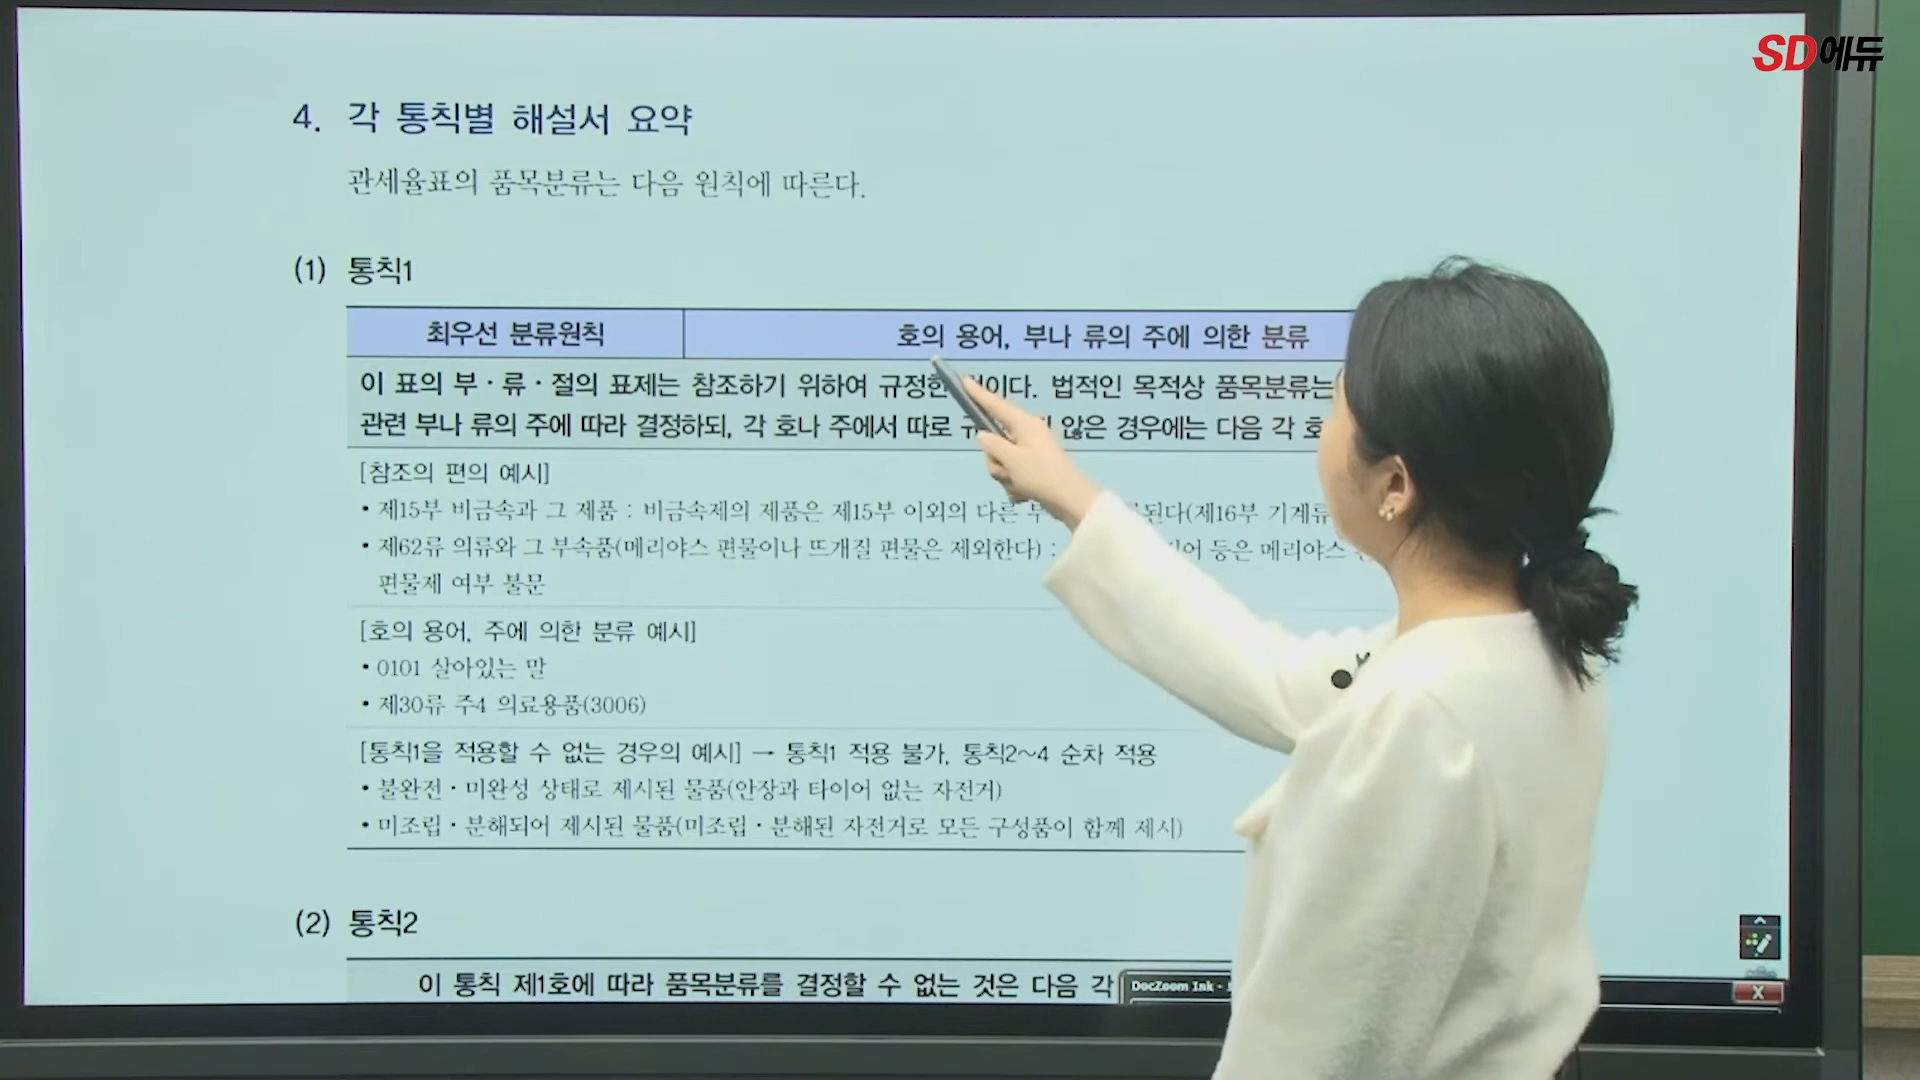 SD에듀
4. 각 통칙별 해설서 요약
관세율표의 품목분류는 다음 원칙에 따른다.
(1) 통칙1
최우선 분류원칙 호의 용어, 부나 류의 주에 의한 분류
이 표의 부·류·절의 표제는 참조하기 위하여 규정한 것이다. 법적인 목적상 품목분류는
관련 부나 류의 주에 따라 결정하되, 각 호나 주에서 따로 않은 경우에는 다음 각 호
[참조의 편의 예시]
• 제15부 비금속과 그 제품 : 비금속제의 제품은 제15부 이외의 다른 된다(제16부 기계류
• 제62류 의류와 그 부속품(메리야스 편물이나 뜨개질 편물은 제외한다) : 등은 메리야스
편물제 여부 불문
[호의 용어, 주에 의한 분류 예시]
• 0101 살아있는 말
• 제30류 주4 의료용품(3006)
[통칙1을 적용할 수 없는 경우의 예시] → 통칙1 적용 불가, 통칙2~4 순차 적용
• 불완전·미완성 상태로 제시된 물품(안장과 타이어 없는 자전거)
• 미조립·분해되어 제시된 물품(미조립·분해된 자전거로 모든 구성품이 함께 제시)
(2) 통칙2
이 통칙 제1호에 따라 품목분류를 결정할 수 없는 것은 다음 각
DocZoom Ink -
X